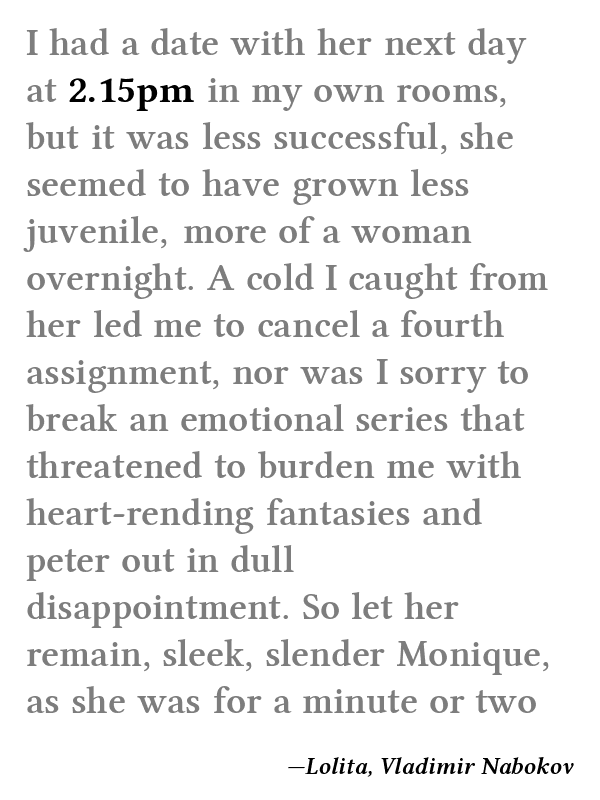 I had a date with her next day
at 2.15pm in my own rooms,
but it was less successful, she
seemed to have grown less
juvenile, more of a woman
overnight. A cold I caught from
her led me to cancel a fourth
assignment, nor was I sorry to
break an emotional series that
threatened to burden me with
heart-rending fantasies and
peter out in dull
disappointment. So let her
remain, sleek, slender Monique,
as she was for a minute or two
—Lolita, Vladimir Nabokov